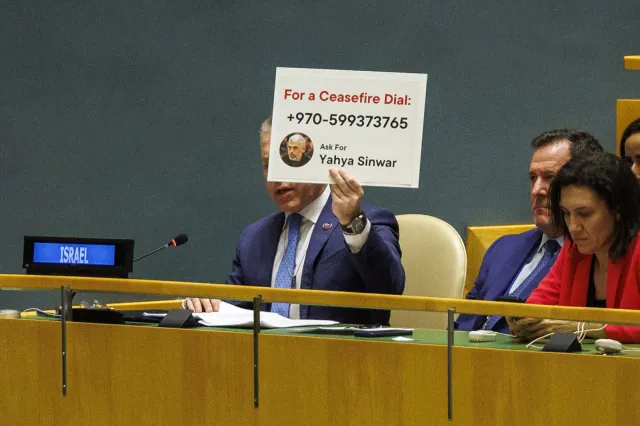 For a Ceasefire Dial:
+970-599373765
Ask For
Yahya Sinwar
ISRAEL